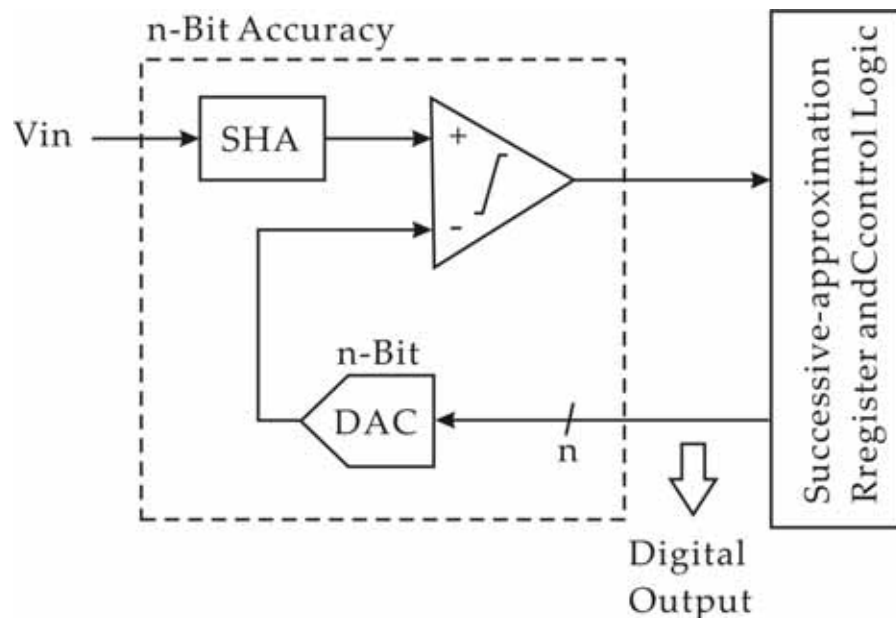 n-Bit Accuracy
Vin
SHA
+
-
n-Bit
DAC
n
Digital
Output
Successive-approximation
Rregister andCcontrol Logic